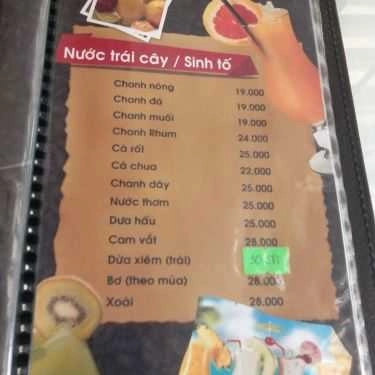 Nước trái cây / Sinh tố
Chanh nóng 19.000
Chanh đá 19.000
Chanh muối 19.000
Chanh Rhum 24.000
Cà rốt 25.000
Cà chua 22.000
Chanh dây 25.000
Nước thơm 25.000
Dưa hấu 25.000
Cam vắt 28.000
Dừa xiêm (trái)
Bơ (theo mùa) 28.000
Xoài 28.000